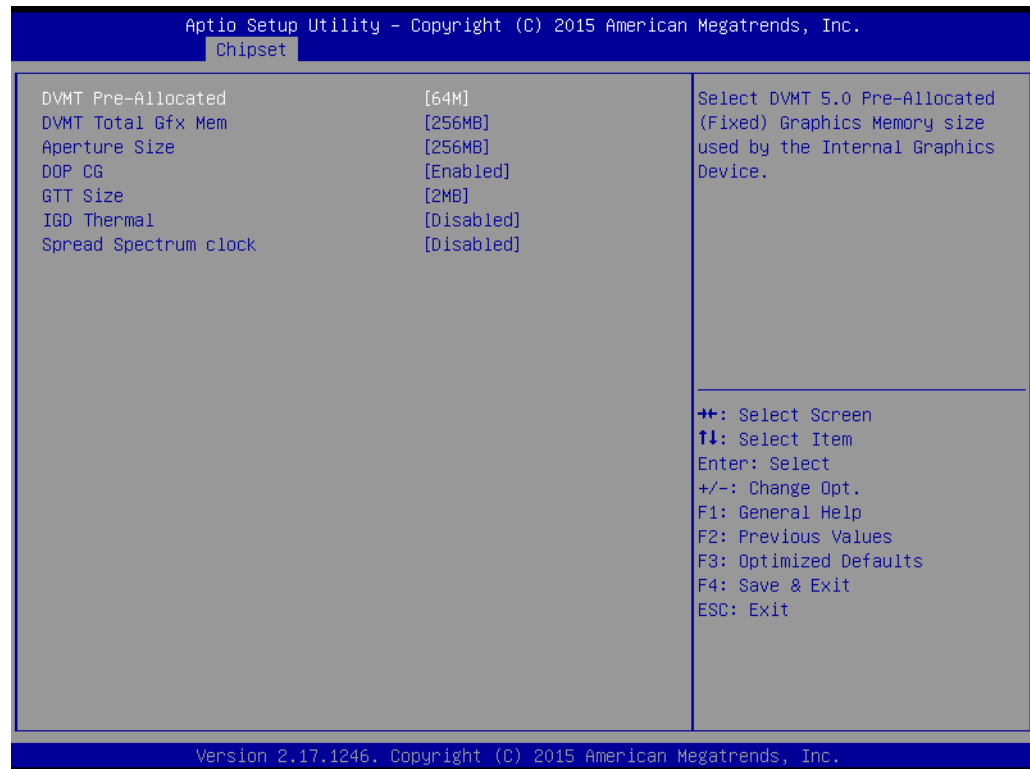 Aptio Setup Utility – Copyright (C) 2015 American Megatrends, Inc.
Chipset
DVMT Pre-Allocated [64M]
DVMT Total Gfx Mem [256MB]
Aperture Size [256MB]
DOP CG [Enabled]
GTT Size [2MB]
IGD Thermal [Disabled]
Spread Spectrum clock [Disabled]
Select DVMT 5.0 Pre-Allocated
(Fixed) Graphics Memory size
used by the Internal Graphics
Device.
→←: Select Screen
↑↓: Select Item
Enter: Select
+/-: Change Opt.
F1: General Help
F2: Previous Values
F3: Optimized Defaults
F4: Save & Exit
ESC: Exit
Version 2.17.1246. Copyright (C) 2015 American Megatrends, Inc.